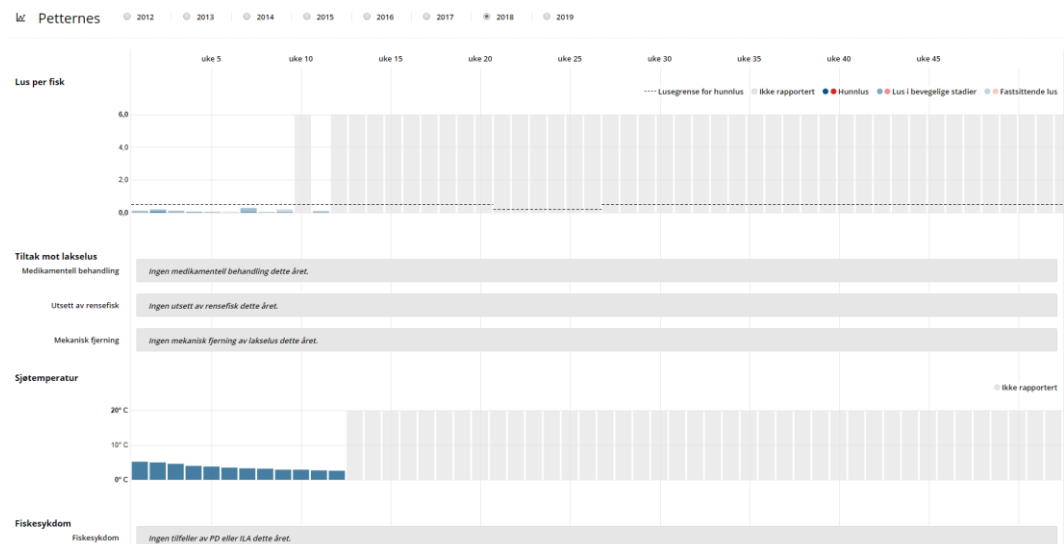 Petternes 2012 2013 2014 2015 2016 2017 2018 2019
uke 5 uke 10 uke 15 uke 20 uke 25 uke 30 uke 35 uke 40 uke 45
Lus per fisk
Lusegrense for hunnlus Ikke rapportert Hunnlus Lus i bevegelige stadier Fastsittende lus
6,0
4,0
2,0
0,0
Tiltak mot lakselus
Medikamentell behandling Ingen medikamentell behandling dette året.
Utsett av rensefisk Ingen utsett av rensefisk dette året.
Mekanisk fjerning Ingen mekanisk fjerning av lakselus dette året.
Sjøtemperatur
Ikke rapportert
20° C
10° C
0° C
Fiskesykdom
Fiskesykdom Ingen tilfeller av PD eller ILA dette året.